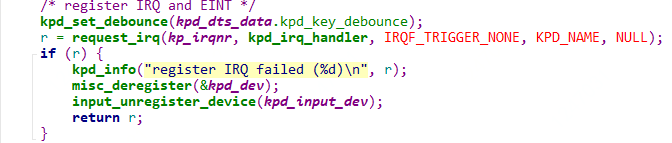 /* register IRQ and EINT */
kpd_set_debounce(kpd_dts_data.kpd_key_debounce);
r = request_irq(kp_irqnr, kpd_irq_handler, IRQF_TRIGGER_NONE, KPD_NAME, NULL);
if (r) {
kpd_info("register IRQ failed (%d)\n", r);
misc_deregister(&kpd_dev);
input_unregister_device(kpd_input_dev);
return r;
}